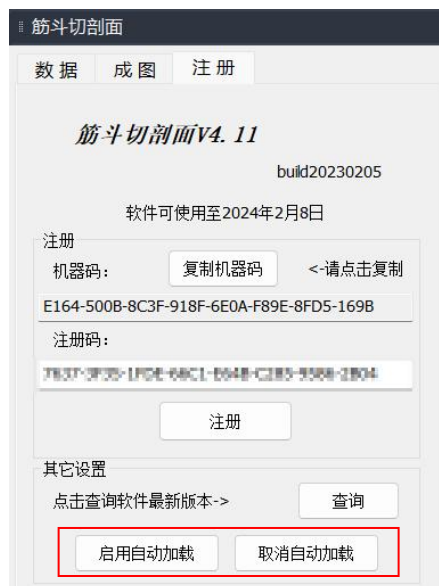 筋斗切剖面
数据 成图 注册
筋斗切剖面V4.11
build20230205
软件可使用至2024年2月8日
注册
机器码： 复制机器码 <-请点击复制
E164-500B-8C3F-918F-6E0A-F89E-8FD5-169B
注册码：
注册
其它设置
点击查询软件最新版本-> 查询
启用自动加载 取消自动加载